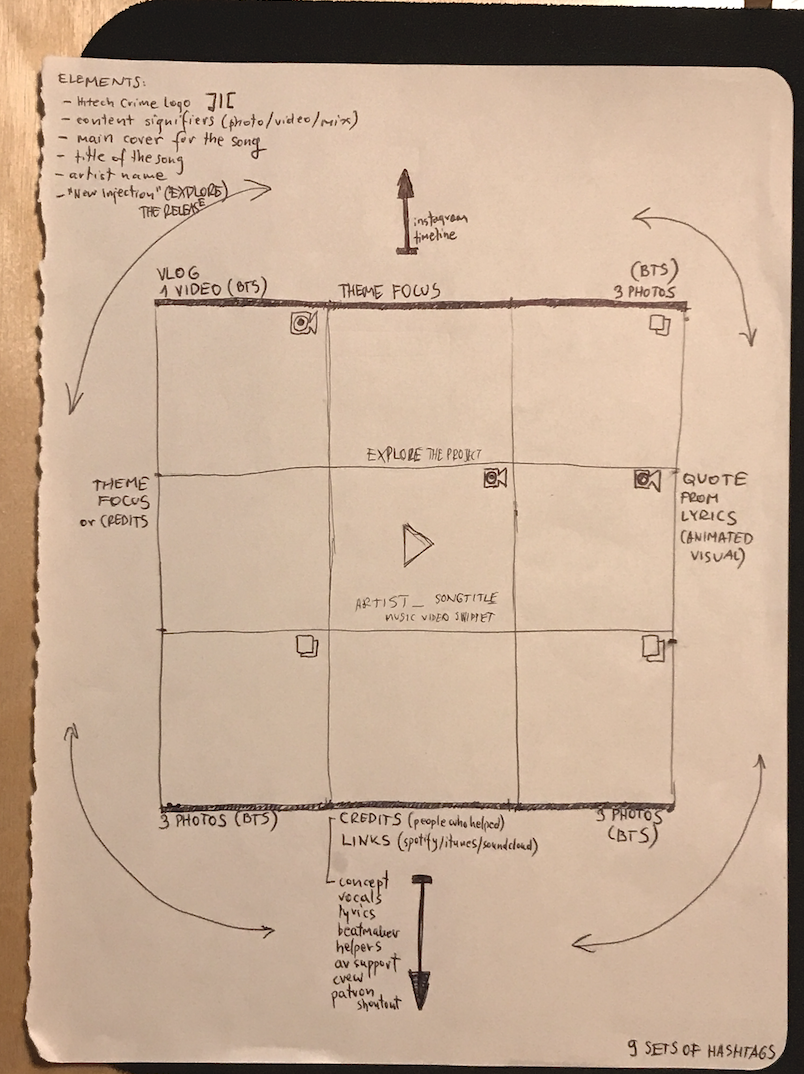 ELEMENTS:
- Hitech Crime Logo
- content signifiers (photo/video/mix)
- main cover for the song
- title of the song
- artist name
- "New Injection" (EXPLORE)
THE RELEASE
instagram
timeline
VLOG
1 VIDEO (BTS)
THEME FOCUS
(BTS)
3 PHOTOS
EXPLORE THE PROJECT
THEME
FOCUS
or CREDITS
QUOTE
FROM
LYRICS
(ANIMATED
VISUAL)
ARTIST_ SONGTITLE
MUSIC VIDEO SNIPPET
3 PHOTOS (BTS)
CREDITS (people who helped)
LINKS (spotify/itunes/soundcloud)
3 PHOTOS
(BTS)
concept
vocals
lyrics
beatmaker
helpers
av support
crew
patron
shoutout
9 SETS OF HASHTAGS